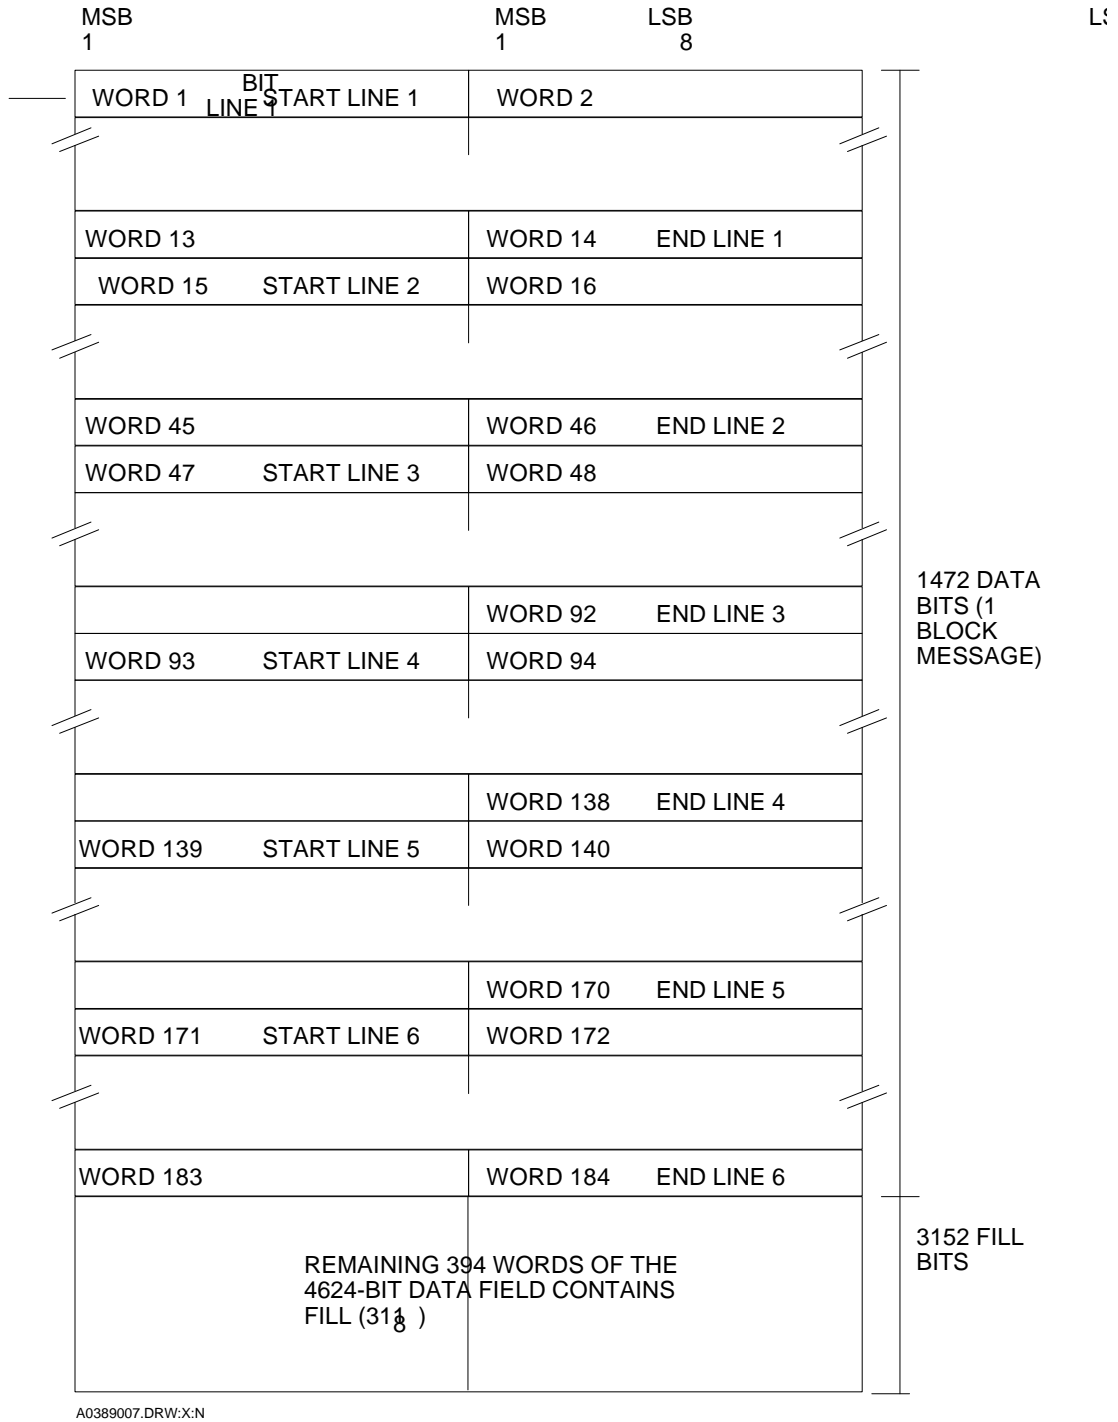 MSB MSB LSB LS
1 1 8
BIT
WORD 1 START LINE 1 WORD 2
LINE 1
WORD 13 WORD 14 END LINE 1
WORD 15 START LINE 2 WORD 16
WORD 45 WORD 46 END LINE 2
WORD 47 START LINE 3 WORD 48
1472 DATA
BITS (1
BLOCK
MESSAGE)
WORD 92 END LINE 3
WORD 93 START LINE 4 WORD 94
WORD 138 END LINE 4
WORD 139 START LINE 5 WORD 140
WORD 170 END LINE 5
WORD 171 START LINE 6 WORD 172
WORD 183 WORD 184 END LINE 6
3152 FILL
BITS
REMAINING 394 WORDS OF THE
4624-BIT DATA FIELD CONTAINS
FILL (311 8 )
A0389007.DRW:X:N